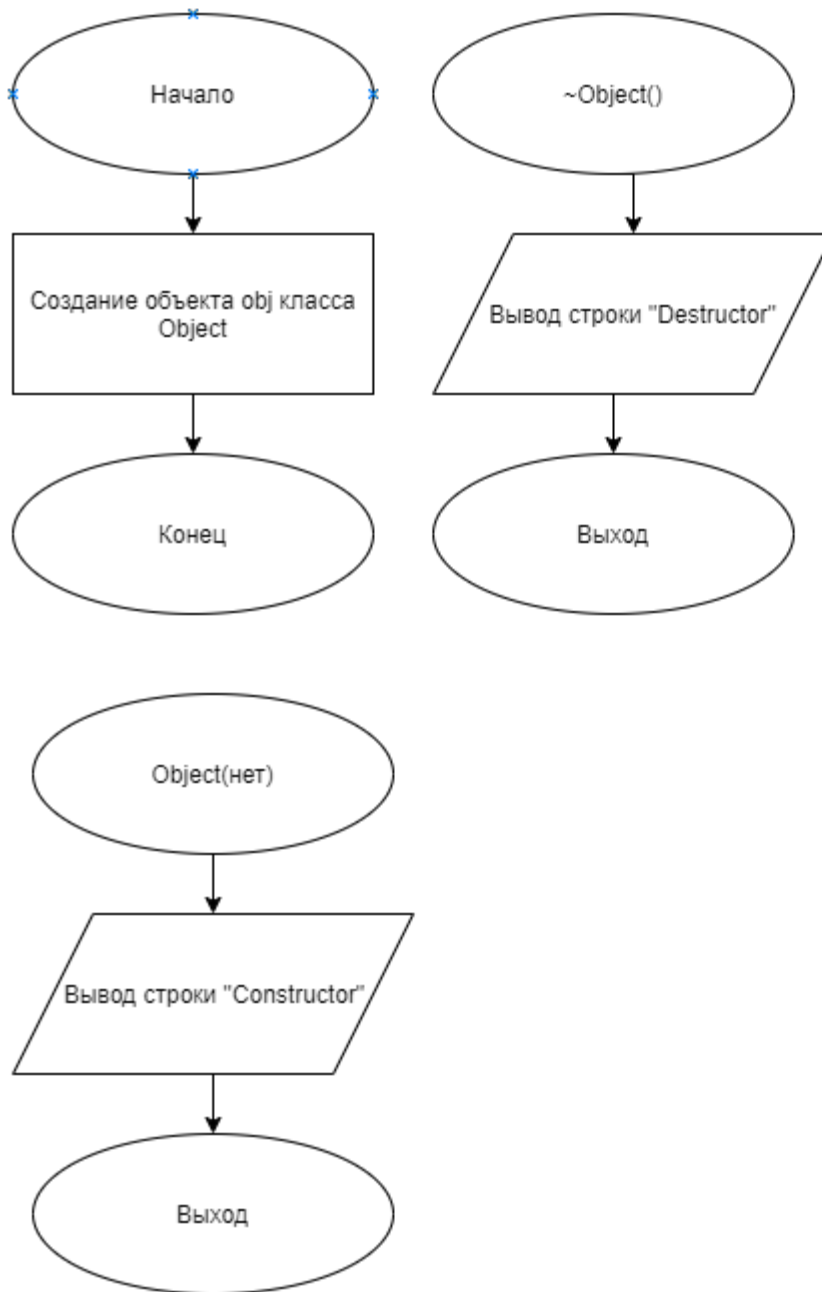 Начало
Создание объекта obj класса
Object
Конец
~Object()
Вывод строки "Destructor"
Выход
Object(нет)
Вывод строки "Constructor"
Выход